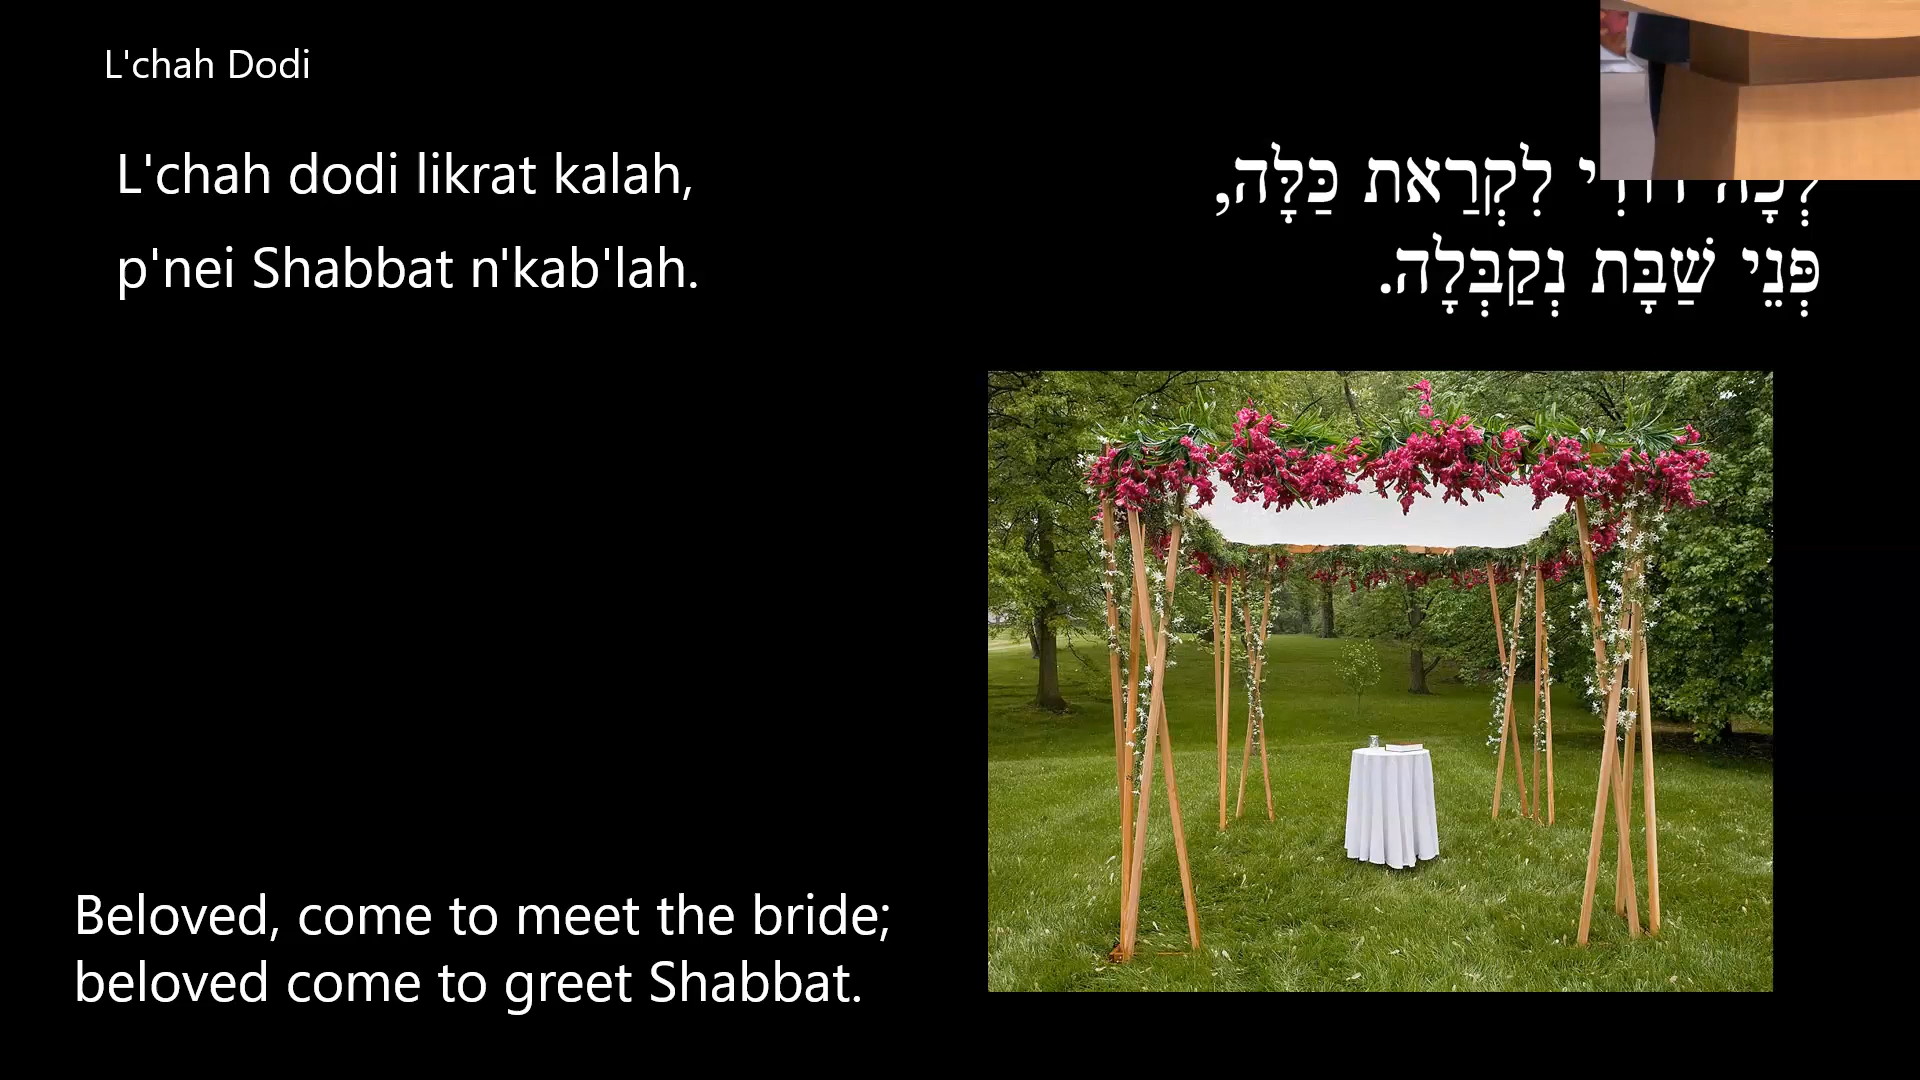 L'chah Dodi
L'chah dodi likrat kalah,
p'nei Shabbat n'kab'lah.
לִקְרַאת כַּלָּה,
פְּנֵי שַׁבָּת נְקַבְּלָה.
Beloved, come to meet the bride;
beloved come to greet Shabbat.